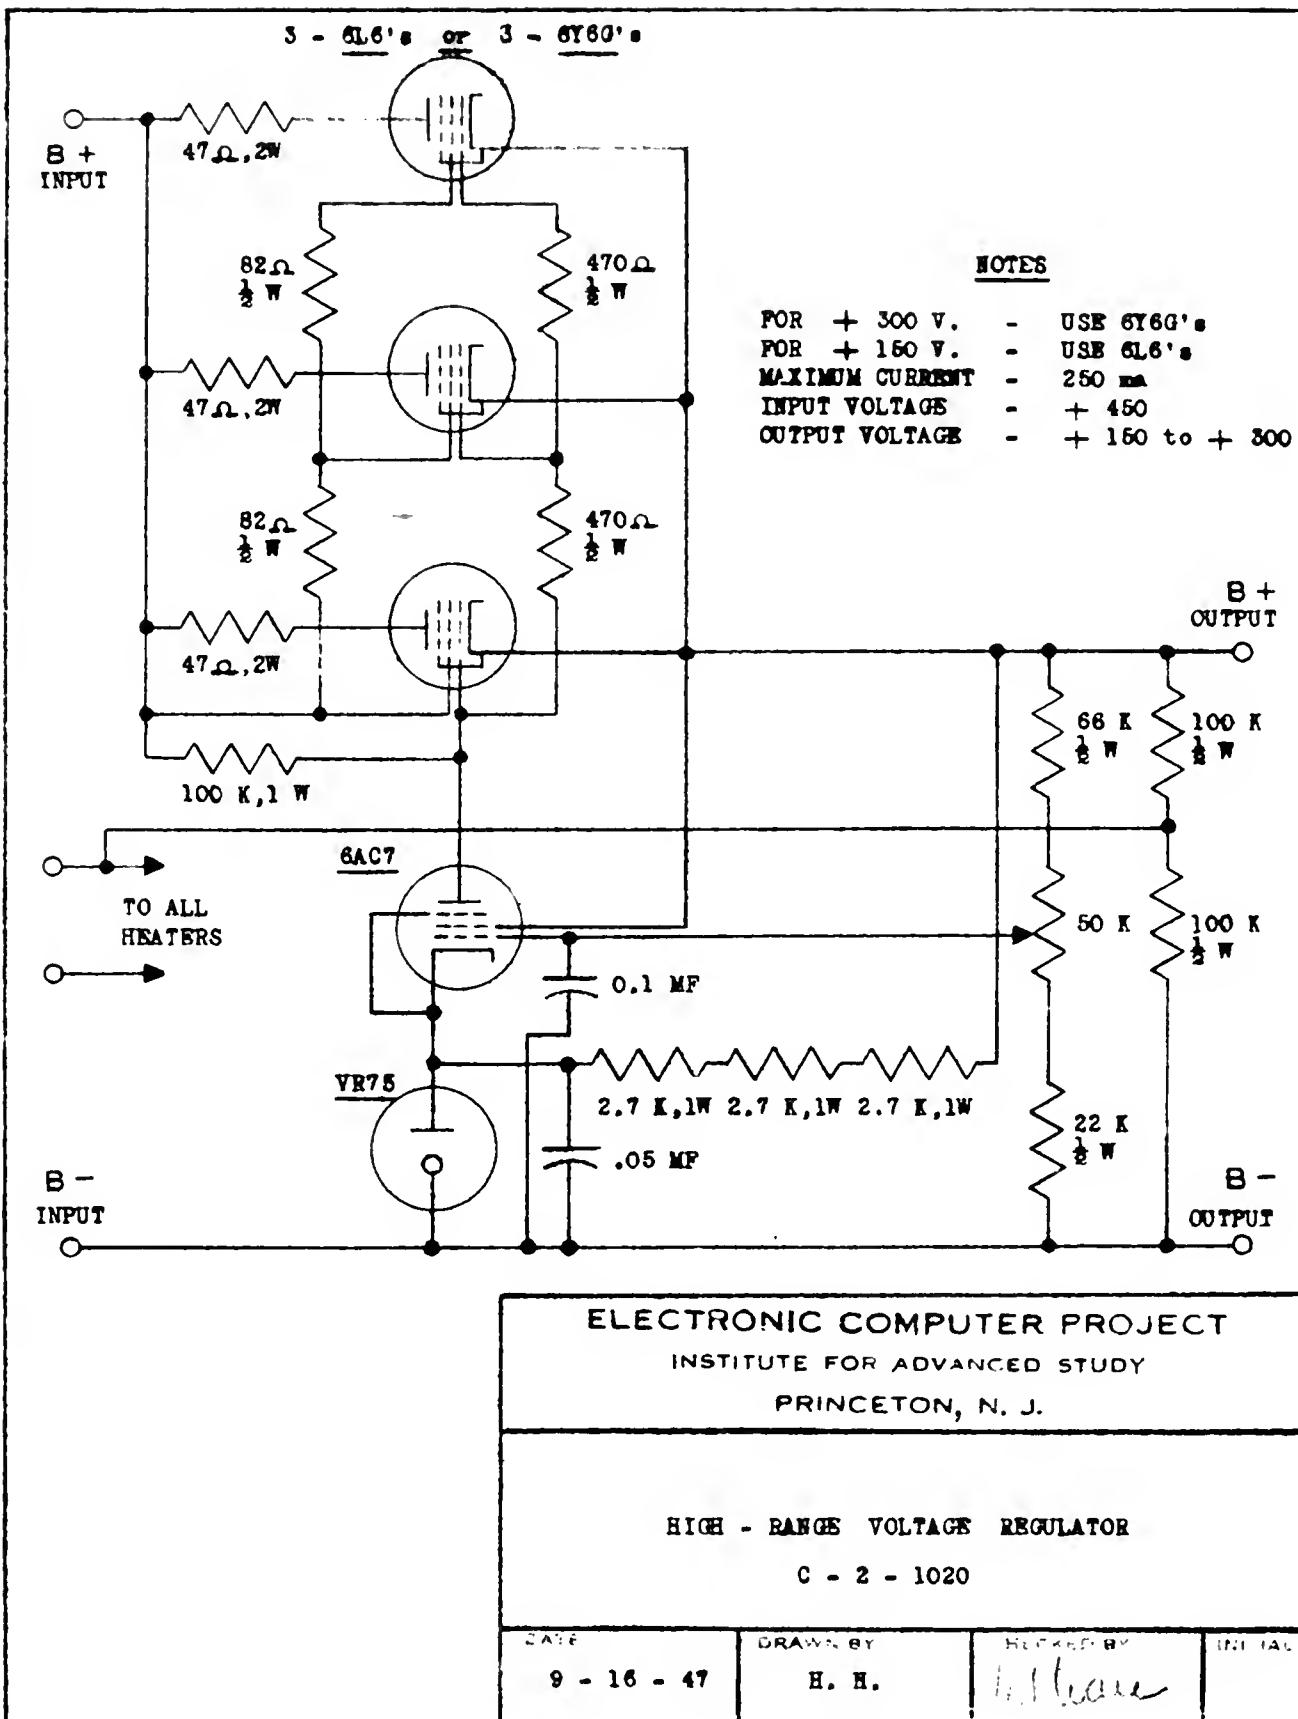 3 - 6L6's or 3 - 6Y6G's
B +
INPUT
47Ω,2W
82Ω
½ W
470Ω
½ W
NOTES
FOR + 300 V. - USE 6Y6G's
FOR + 150 V. - USE 6L6's
MAXIMUM CURRENT - 250 ma
INPUT VOLTAGE - + 450
OUTPUT VOLTAGE - + 150 to + 300
47Ω,2W
82Ω
½ W
470Ω
½ W
47Ω,2W
B +
OUTPUT
100 K,1 W
66 K
½ W
100 K
½ W
6AC7
TO ALL
HEATERS
50 K
100 K
½ W
0.1 MF
VR75
2.7 K,1W 2.7 K,1W 2.7 K,1W
22 K
½ W
.05 MF
B -
INPUT
B -
OUTPUT
ELECTRONIC COMPUTER PROJECT
INSTITUTE FOR ADVANCED STUDY
PRINCETON, N. J.
HIGH - RANGE VOLTAGE REGULATOR
C - 2 - 1020
DATE
9 - 16 - 47
DRAWN BY
H. H.
CHECKED BY
INITIAL